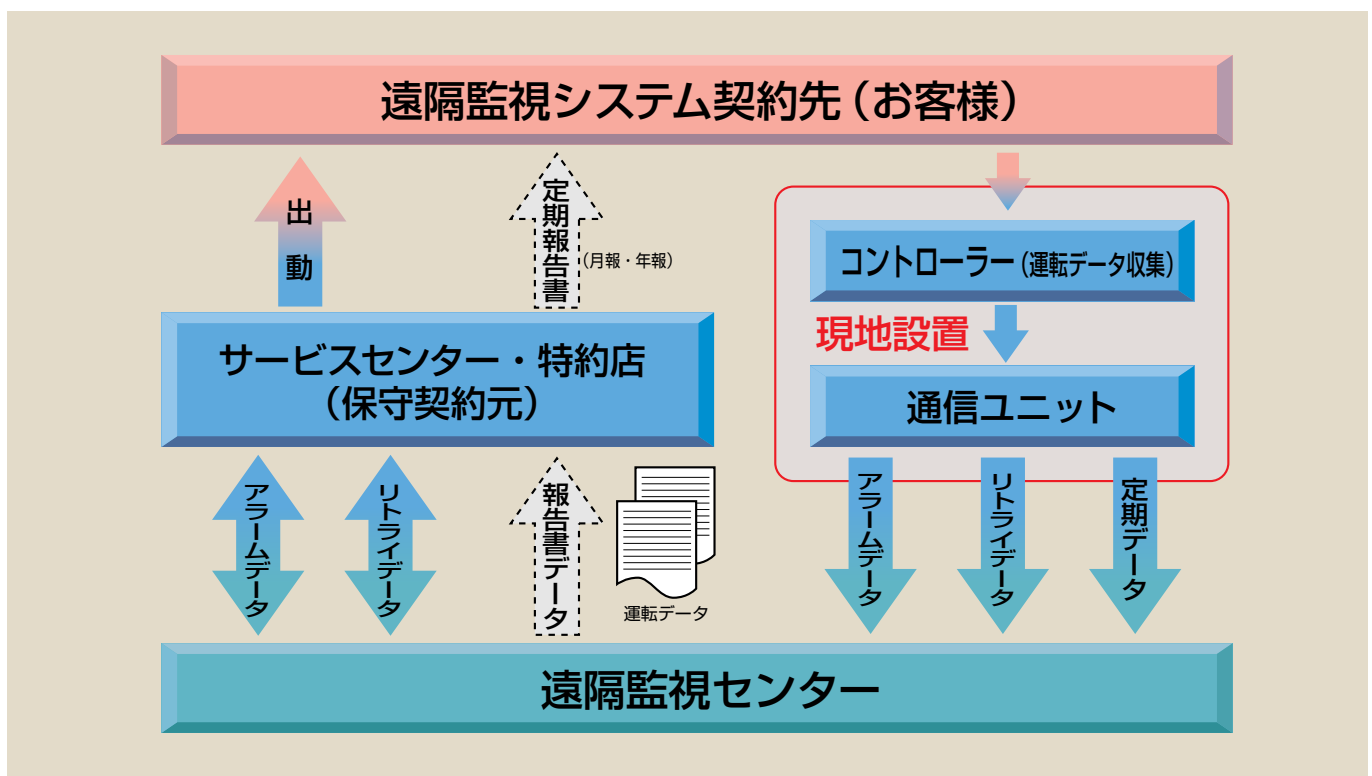 遠隔監視システム契約先（お客様）
出動
定期報告書
（月報・年報）
コントローラー（運転データ収集）
現地設置
通信ユニット
サービスセンター・特約店
（保守契約元）
アラームデータ
リトライデータ
報告書データ
運転データ
アラームデータ
リトライデータ
定期データ
遠隔監視センター